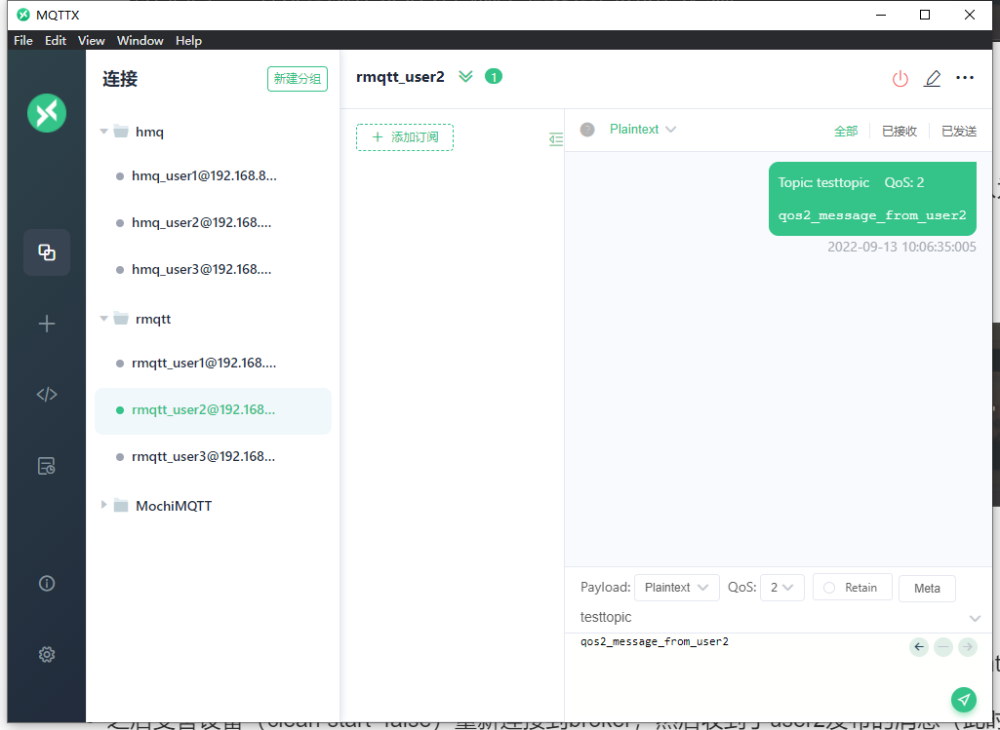 MQTTX
File Edit View Window Help
连接
新建分组
hmq
hmq_user1@192.168.8...
hmq_user2@192.168....
hmq_user3@192.168....
rmqtt
rmqtt_user1@192.168....
rmqtt_user2@192.168...
rmqtt_user3@192.168...
MochiMQTT
rmqtt_user2 1
添加订阅
Plaintext 全部 已接收 已发送
Topic: testtopic QoS: 2
qos2_message_from_user2
2022-09-13 10:06:35:005
Payload: Plaintext QoS: 2 Retain Meta
testtopic
qos2_message_from_user2